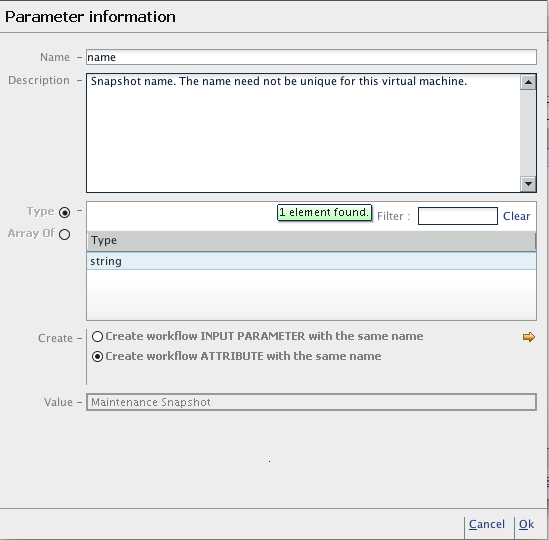 Parameter information
Name
name
Description
Snapshot name. The name need not be unique for this virtual machine.
Type
1 element found.
Filter :
Clear
Array Of
Type
string
Create
Create workflow INPUT PARAMETER with the same name
Create workflow ATTRIBUTE with the same name
Value
Maintenance Snapshot
Cancel
Ok